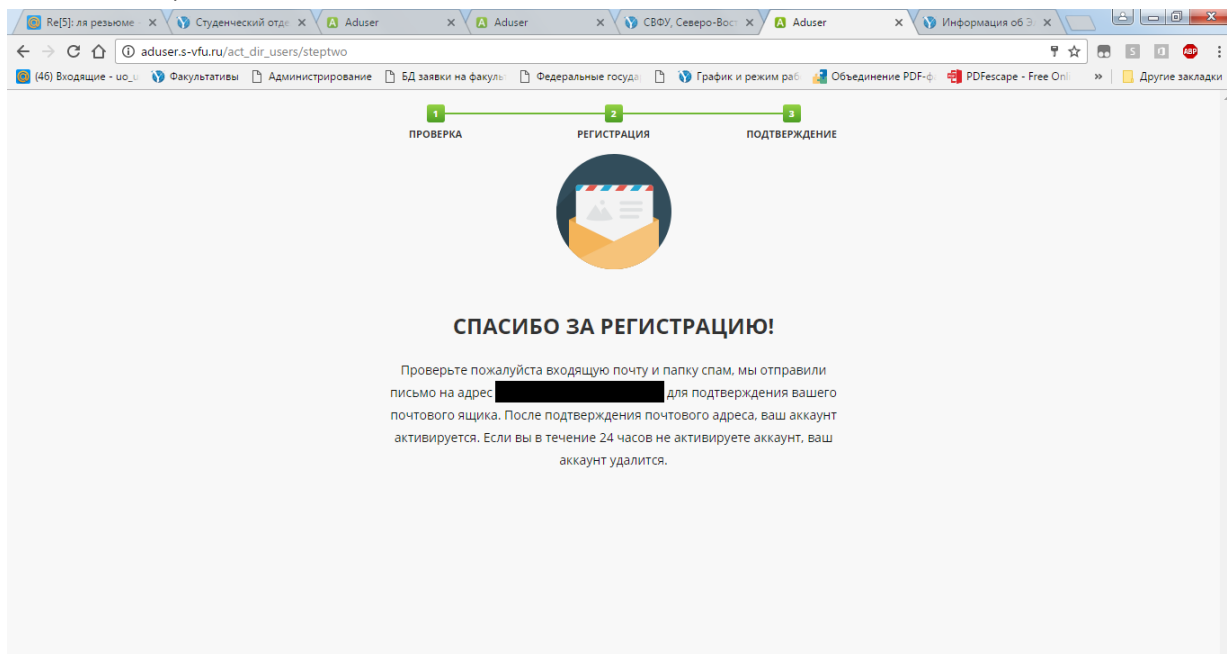 Re[5]: ля резьюме
Студенческий отде
Aduser
Aduser
СВФУ, Северо-Вост
Aduser
Информация об Э
aduser.s-vfu.ru/act_dir_users/steptwo
(46) Входящие - uo_u
Факультативы
Администрирование
БД заявки на факуль
Федеральные госуда
График и режим раб
Объединение PDF-ф
PDFescape - Free Onl
»
Другие закладки
1
2
3
ПРОВЕРКА
РЕГИСТРАЦИЯ
ПОДТВЕРЖДЕНИЕ
СПАСИБО ЗА РЕГИСТРАЦИЮ!
Проверьте пожалуйста входящую почту и папку спам, мы отправили
письмо на адрес для подтверждения вашего
почтового ящика. После подтверждения почтового адреса, ваш аккаунт
активируется. Если вы в течение 24 часов не активируете аккаунт, ваш
аккаунт удалится.